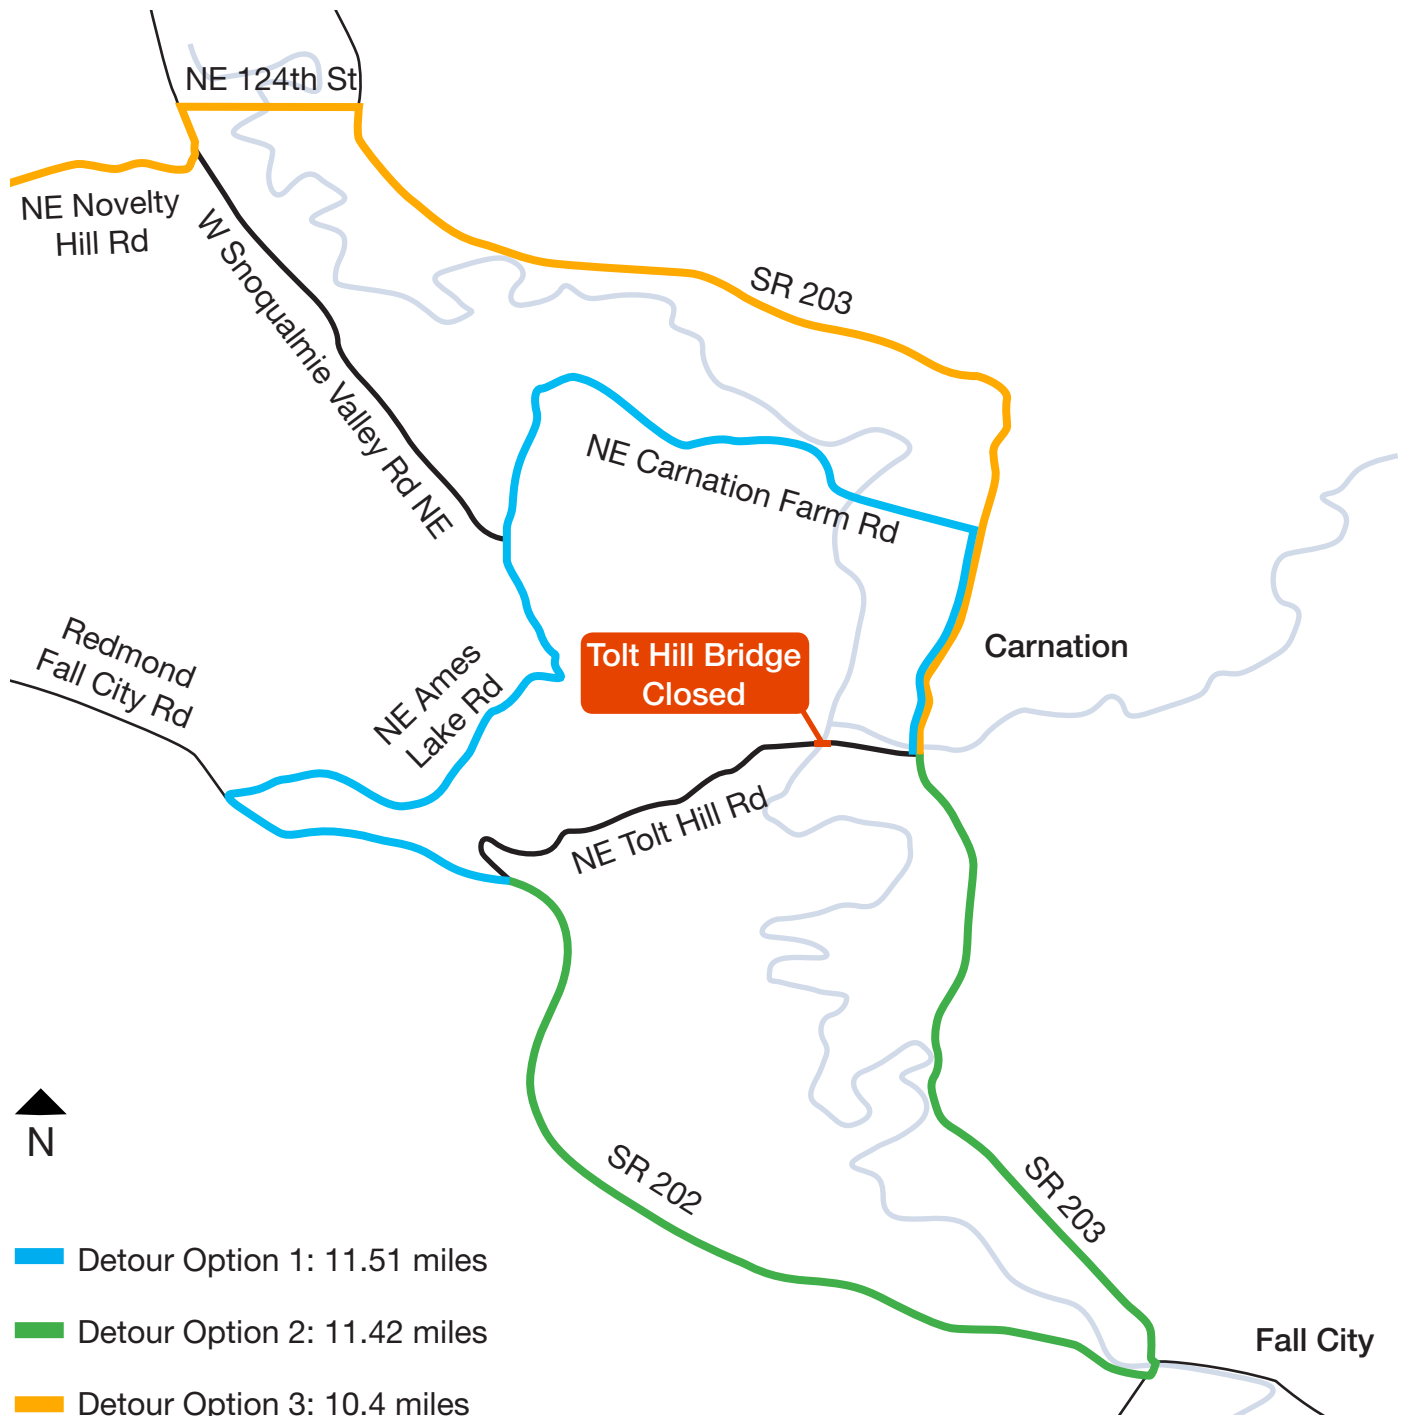 NE 124th St
NE Novelty
Hill Rd
W Snoqualmie Valley Rd NE
SR 203
NE Carnation Farm Rd
Redmond
Fall City Rd
NE Ames
Lake Rd
Tolt Hill Bridge
Closed
Carnation
NE Tolt Hill Rd
N
SR 202
SR 203
Detour Option 1: 11.51 miles
Detour Option 2: 11.42 miles
Fall City
Detour Option 3: 10.4 miles